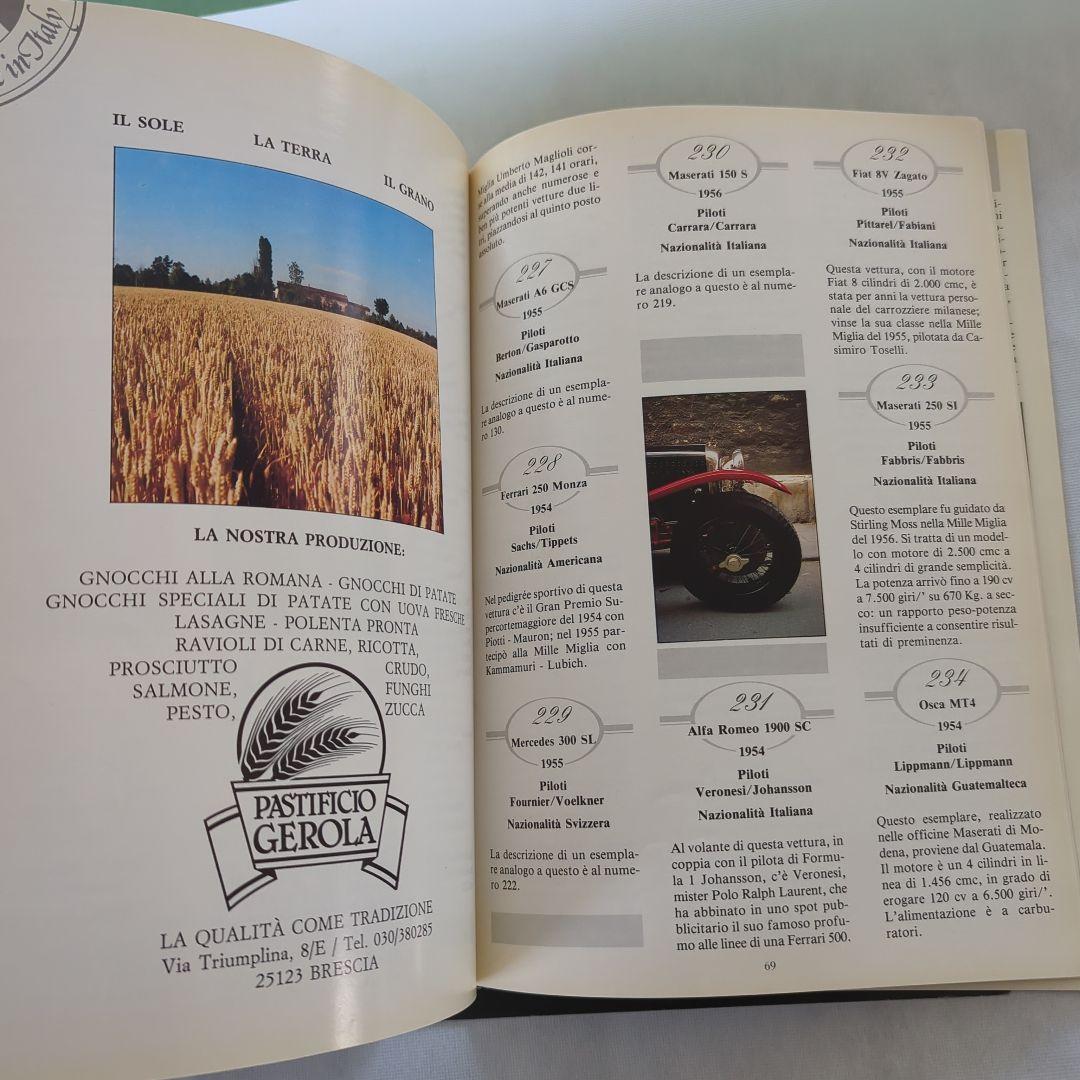 in Italy
IL SOLE
LA TERRA
IL GRANO
LA NOSTRA PRODUZIONE:
GNOCCHI ALLA ROMANA - GNOCCHI DI PATATE
GNOCCHI SPECIALI DI PATATE CON UOVA FRESCHE
LASAGNE - POLENTA PRONTA
RAVIOLI DI CARNE, RICOTTA,
PROSCIUTTO CRUDO,
SALMONE, FUNGHI
PESTO, ZUCCA
PASTIFICIO
GEROLA
LA QUALITÀ COME TRADIZIONE
Via Triumplina, 8/E / Tel. 030/380285
25123 BRESCIA
Miglia Umberto Maglioli cor-
se alla media di 142, 141 orari,
superando anche numerose e
ben più potenti vetture due li-
tri, piazzandosi al quinto posto
assoluto.
227
Maserati A6 GCS
1955
Piloti
Berton/Gasparotto
Nazionalità Italiana
La descrizione di un esempla-
re analogo a questo è al nume-
ro 130.
228
Ferrari 250 Monza
1954
Piloti
Sachs/Tippets
Nazionalità Americana
Nel pedigrée sportivo di questa
vettura c'è il Gran Premio Su-
percortemaggiore del 1954 con
Piotti - Mauron; nel 1955 par-
tecipò alla Mille Miglia con
Kammamuri - Lubich.
229
Mercedes 300 SL
1955
Piloti
Fournier/Voelkner
Nazionalità Svizzera
La descrizione di un esempla-
re analogo a questo è al nume-
ro 222.
230
Maserati 150 S
1956
Piloti
Carrara/Carrara
Nazionalità Italiana
La descrizione di un esempla-
re analogo a questo è al nume-
ro 219.
231
Alfa Romeo 1900 SC
1954
Piloti
Veronesi/Johansson
Nazionalità Italiana
Al volante di questa vettura, in
coppia con il pilota di Formu-
la 1 Johansson, c'è Veronesi,
mister Polo Ralph Laurent, che
ha abbinato in uno spot pub-
blicitario il suo famoso profu-
mo alle linee di una Ferrari 500.
232
Fiat 8V Zagato
1955
Piloti
Pittarel/Fabiani
Nazionalità Italiana
Questa vettura, con il motore
Fiat 8 cilindri di 2.000 cmc, è
stata per anni la vettura perso-
nale del carrozziere milanese;
vinse la sua classe nella Mille
Miglia del 1955, pilotata da Ca-
simiro Toselli.
233
Maserati 250 SI
1955
Piloti
Fabbris/Fabbris
Nazionalità Italiana
Questo esemplare fu guidato da
Stirling Moss nella Mille Miglia
del 1956. Si tratta di un model-
lo con motore di 2.500 cmc a
4 cilindri di grande semplicità.
La potenza arrivò fino a 190 cv
a 7.500 giri/' su 670 Kg. a sec-
co: un rapporto peso-potenza
insufficiente a consentire risul-
tati di preminenza.
234
Osca MT4
1954
Piloti
Lippmann/Lippmann
Nazionalità Guatemalteca
Questo esemplare, realizzato
nelle officine Maserati di Mo-
dena, proviene dal Guatemala.
Il motore è un 4 cilindri in li-
nea di 1.456 cmc, in grado di
erogare 120 cv a 6.500 giri/'.
L'alimentazione è a carbu-
ratori.
69